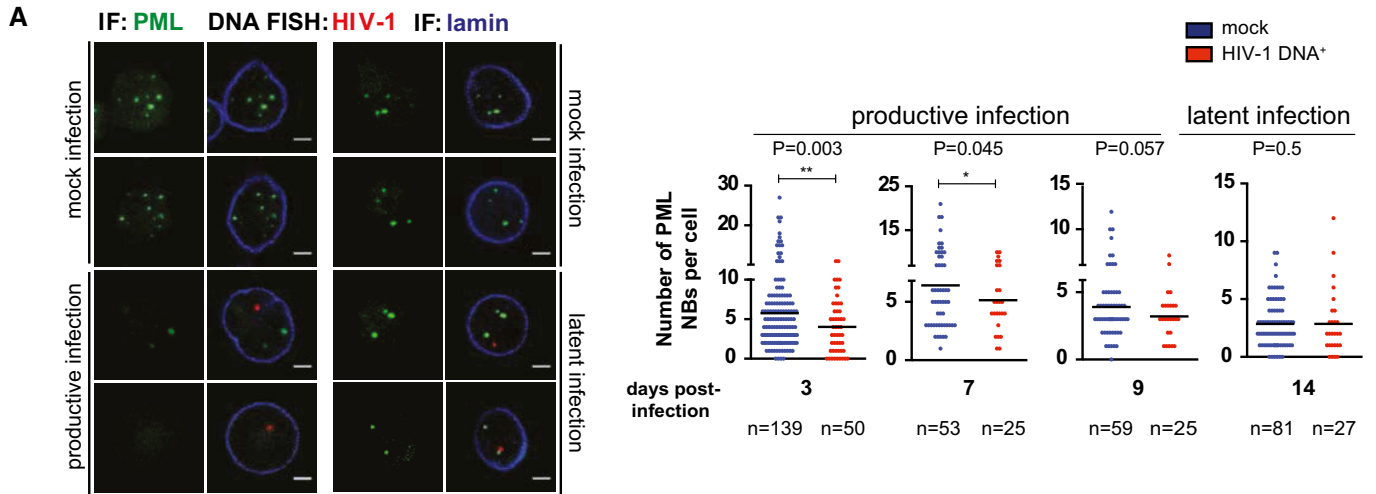 A
IF: PML DNA FISH: HIV-1 IF: lamin
mock infection
productive infection
mock infection
latent infection
mock
HIV-1 DNA⁺
productive infection
latent infection
P=0.003
P=0.045
P=0.057
P=0.5
**
*
Number of PML
NBs per cell
30
20
10
5
0
25
15
5
0
15
10
5
0
15
10
5
0
days post-
infection
3
7
9
14
n=139 n=50
n=53 n=25
n=59 n=25
n=81 n=27